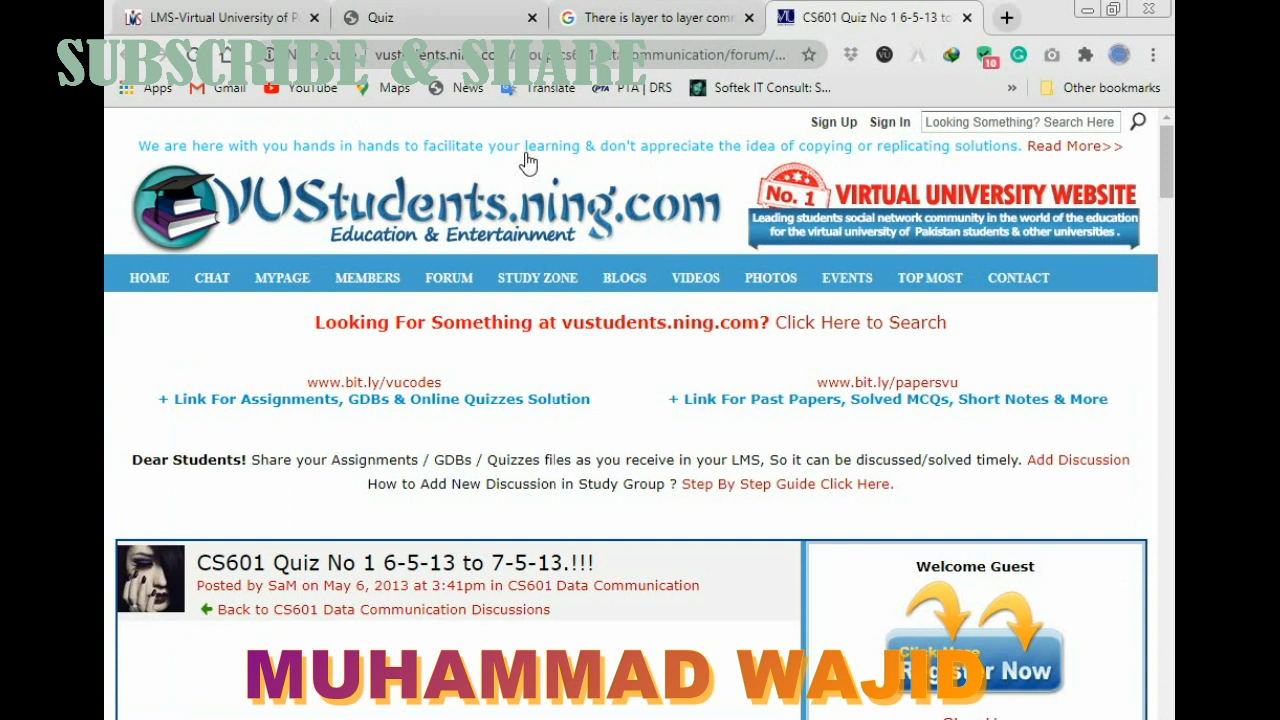 LMS-Virtual University of P
Quiz
There is layer to layer com
CS601 Quiz No 1 6-5-13 to
SUBSCRIBE & SHARE
Apps
Gmail
YouTube
Maps
News
Translate
PTA | DRS
Softek IT Consult: S...
»
Other bookmarks
10
Sign Up Sign In Looking Something? Search Here
We are here with you hands in hands to facilitate your learning & don't appreciate the idea of copying or replicating solutions. Read More>>
VUStudents.ning.com
Education & Entertainment
No. 1 VIRTUAL UNIVERSITY WEBSITE
Leading students social network community in the world of the education
for the virtual university of Pakistan students & other universities .
HOME CHAT MYPAGE MEMBERS FORUM STUDY ZONE BLOGS VIDEOS PHOTOS EVENTS TOP MOST CONTACT
Looking For Something at vustudents.ning.com? Click Here to Search
www.bit.ly/vucodes
+ Link For Assignments, GDBs & Online Quizzes Solution
www.bit.ly/papersvu
+ Link For Past Papers, Solved MCQs, Short Notes & More
Dear Students! Share your Assignments / GDBs / Quizzes files as you receive in your LMS, So it can be discussed/solved timely. Add Discussion
How to Add New Discussion in Study Group ? Step By Step Guide Click Here.
CS601 Quiz No 1 6-5-13 to 7-5-13.!!!
Posted by SaM on May 6, 2013 at 3:41pm in CS601 Data Communication
Back to CS601 Data Communication Discussions
Welcome Guest
Click Here
Register Now
MUHAMMAD WAJID